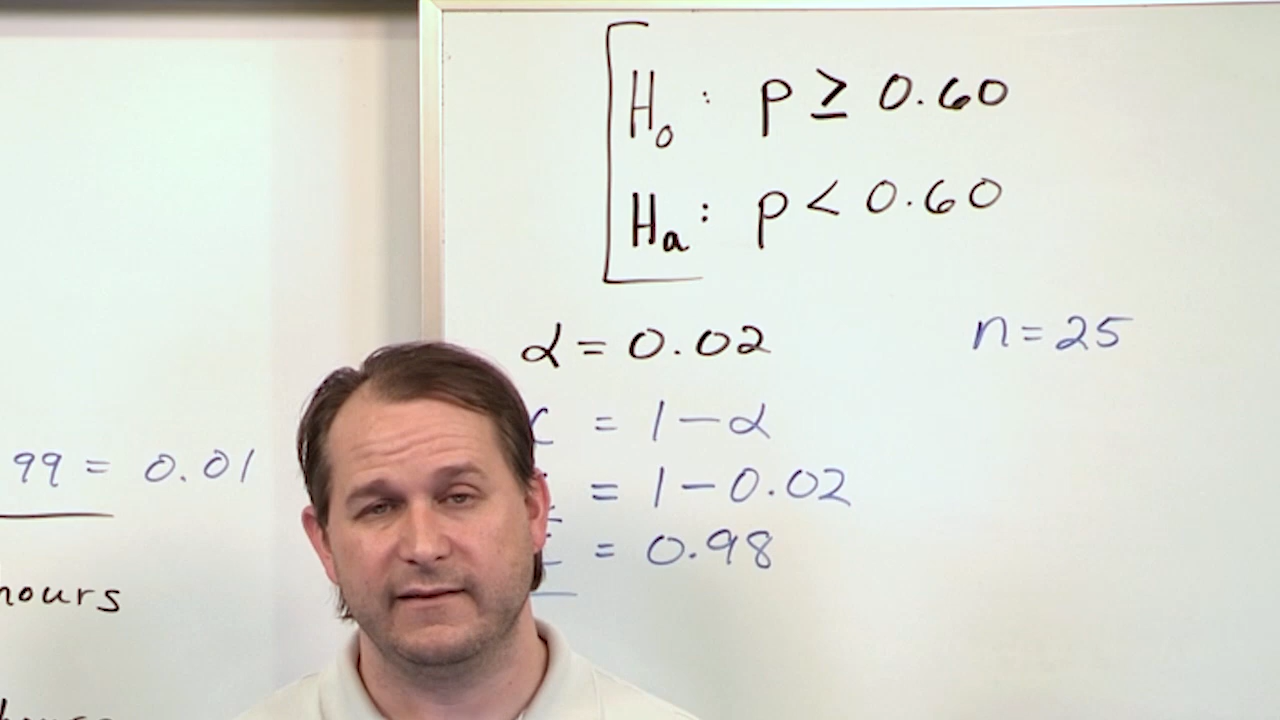 H₀ : p ≥ 0.60
Hₐ : p < 0.60
α = 0.02
n = 25
C = 1 − α
= 1 − 0.02
= 0.98
99 = 0.01
hours